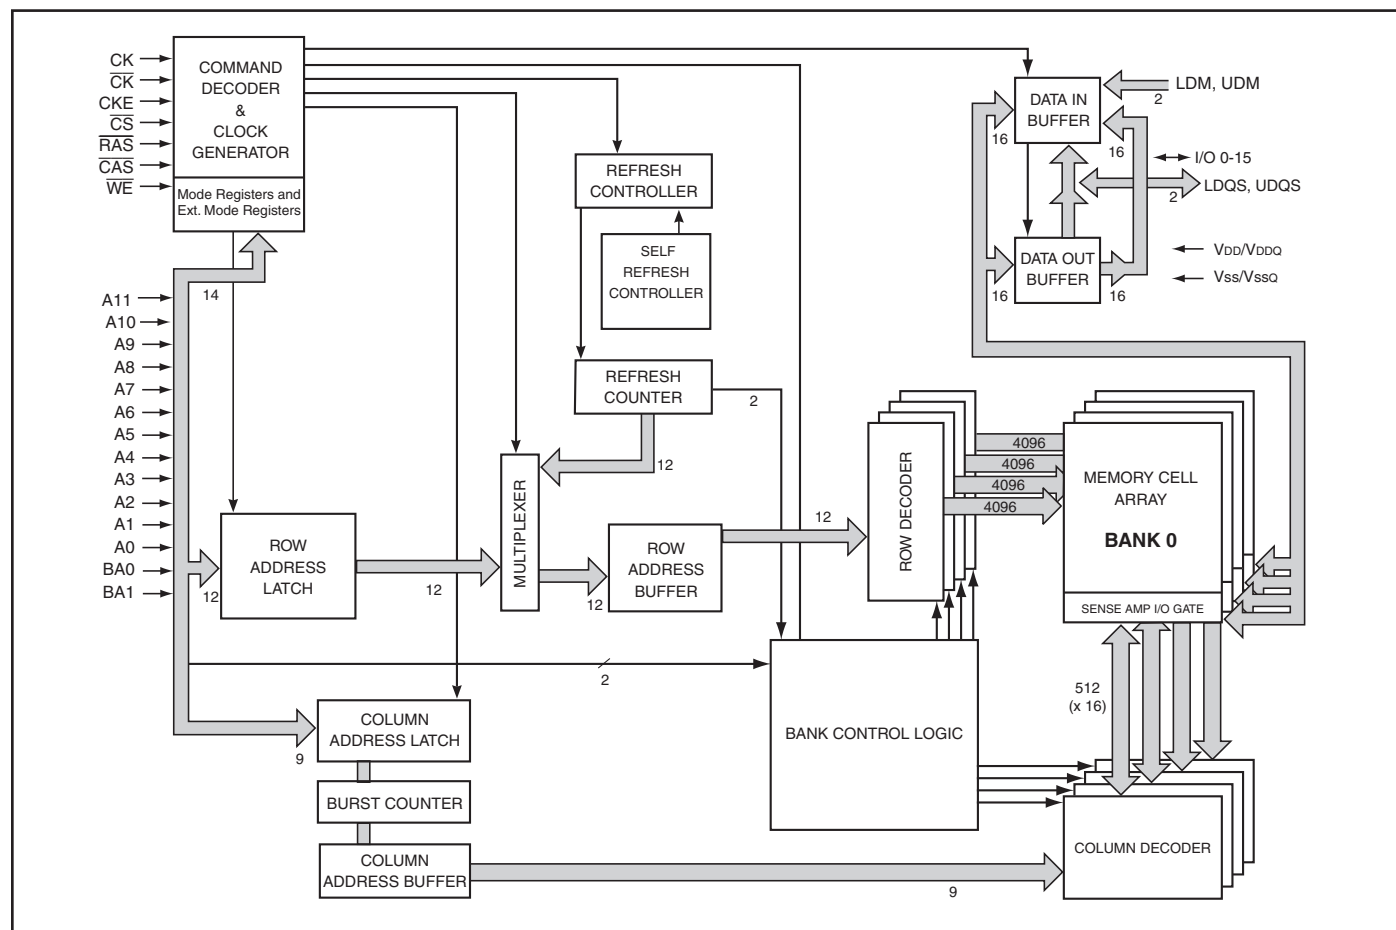 CK
CK
CKE
CS
RAS
CAS
WE
COMMAND
DECODER
&
CLOCK
GENERATOR
Mode Registers and
Ext. Mode Registers
14
A11
A10
A9
A8
A7
A6
A5
A4
A3
A2
A1
A0
BA0
BA1
12
ROW
ADDRESS
LATCH
12
MULTIPLEXER
12
REFRESH
CONTROLLER
SELF
REFRESH
CONTROLLER
REFRESH
COUNTER
2
12
ROW
ADDRESS
BUFFER
12
ROW DECODER
4096
4096
4096
4096
MEMORY CELL
ARRAY
BANK 0
SENSE AMP I/O GATE
DATA IN
BUFFER
LDM, UDM
2
16
16
I/O 0-15
LDQS, UDQS
2
DATA OUT
BUFFER
16
16
VDD/VDDQ
Vss/VssQ
2
BANK CONTROL LOGIC
512
(x 16)
COLUMN DECODER
9
COLUMN
ADDRESS LATCH
BURST COUNTER
COLUMN
ADDRESS BUFFER
9